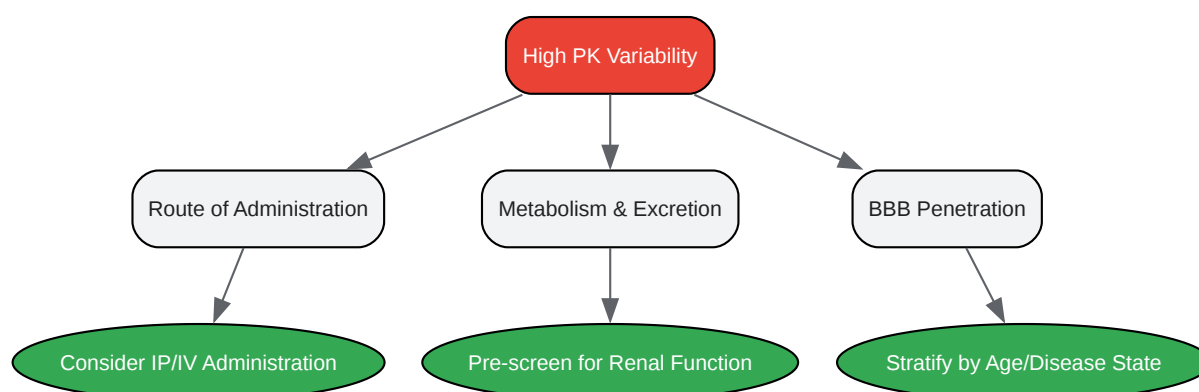 High PK Variability
Route of Administration
Metabolism & Excretion
BBB Penetration
Consider IP/IV Administration
Pre-screen for Renal Function
Stratify by Age/Disease State